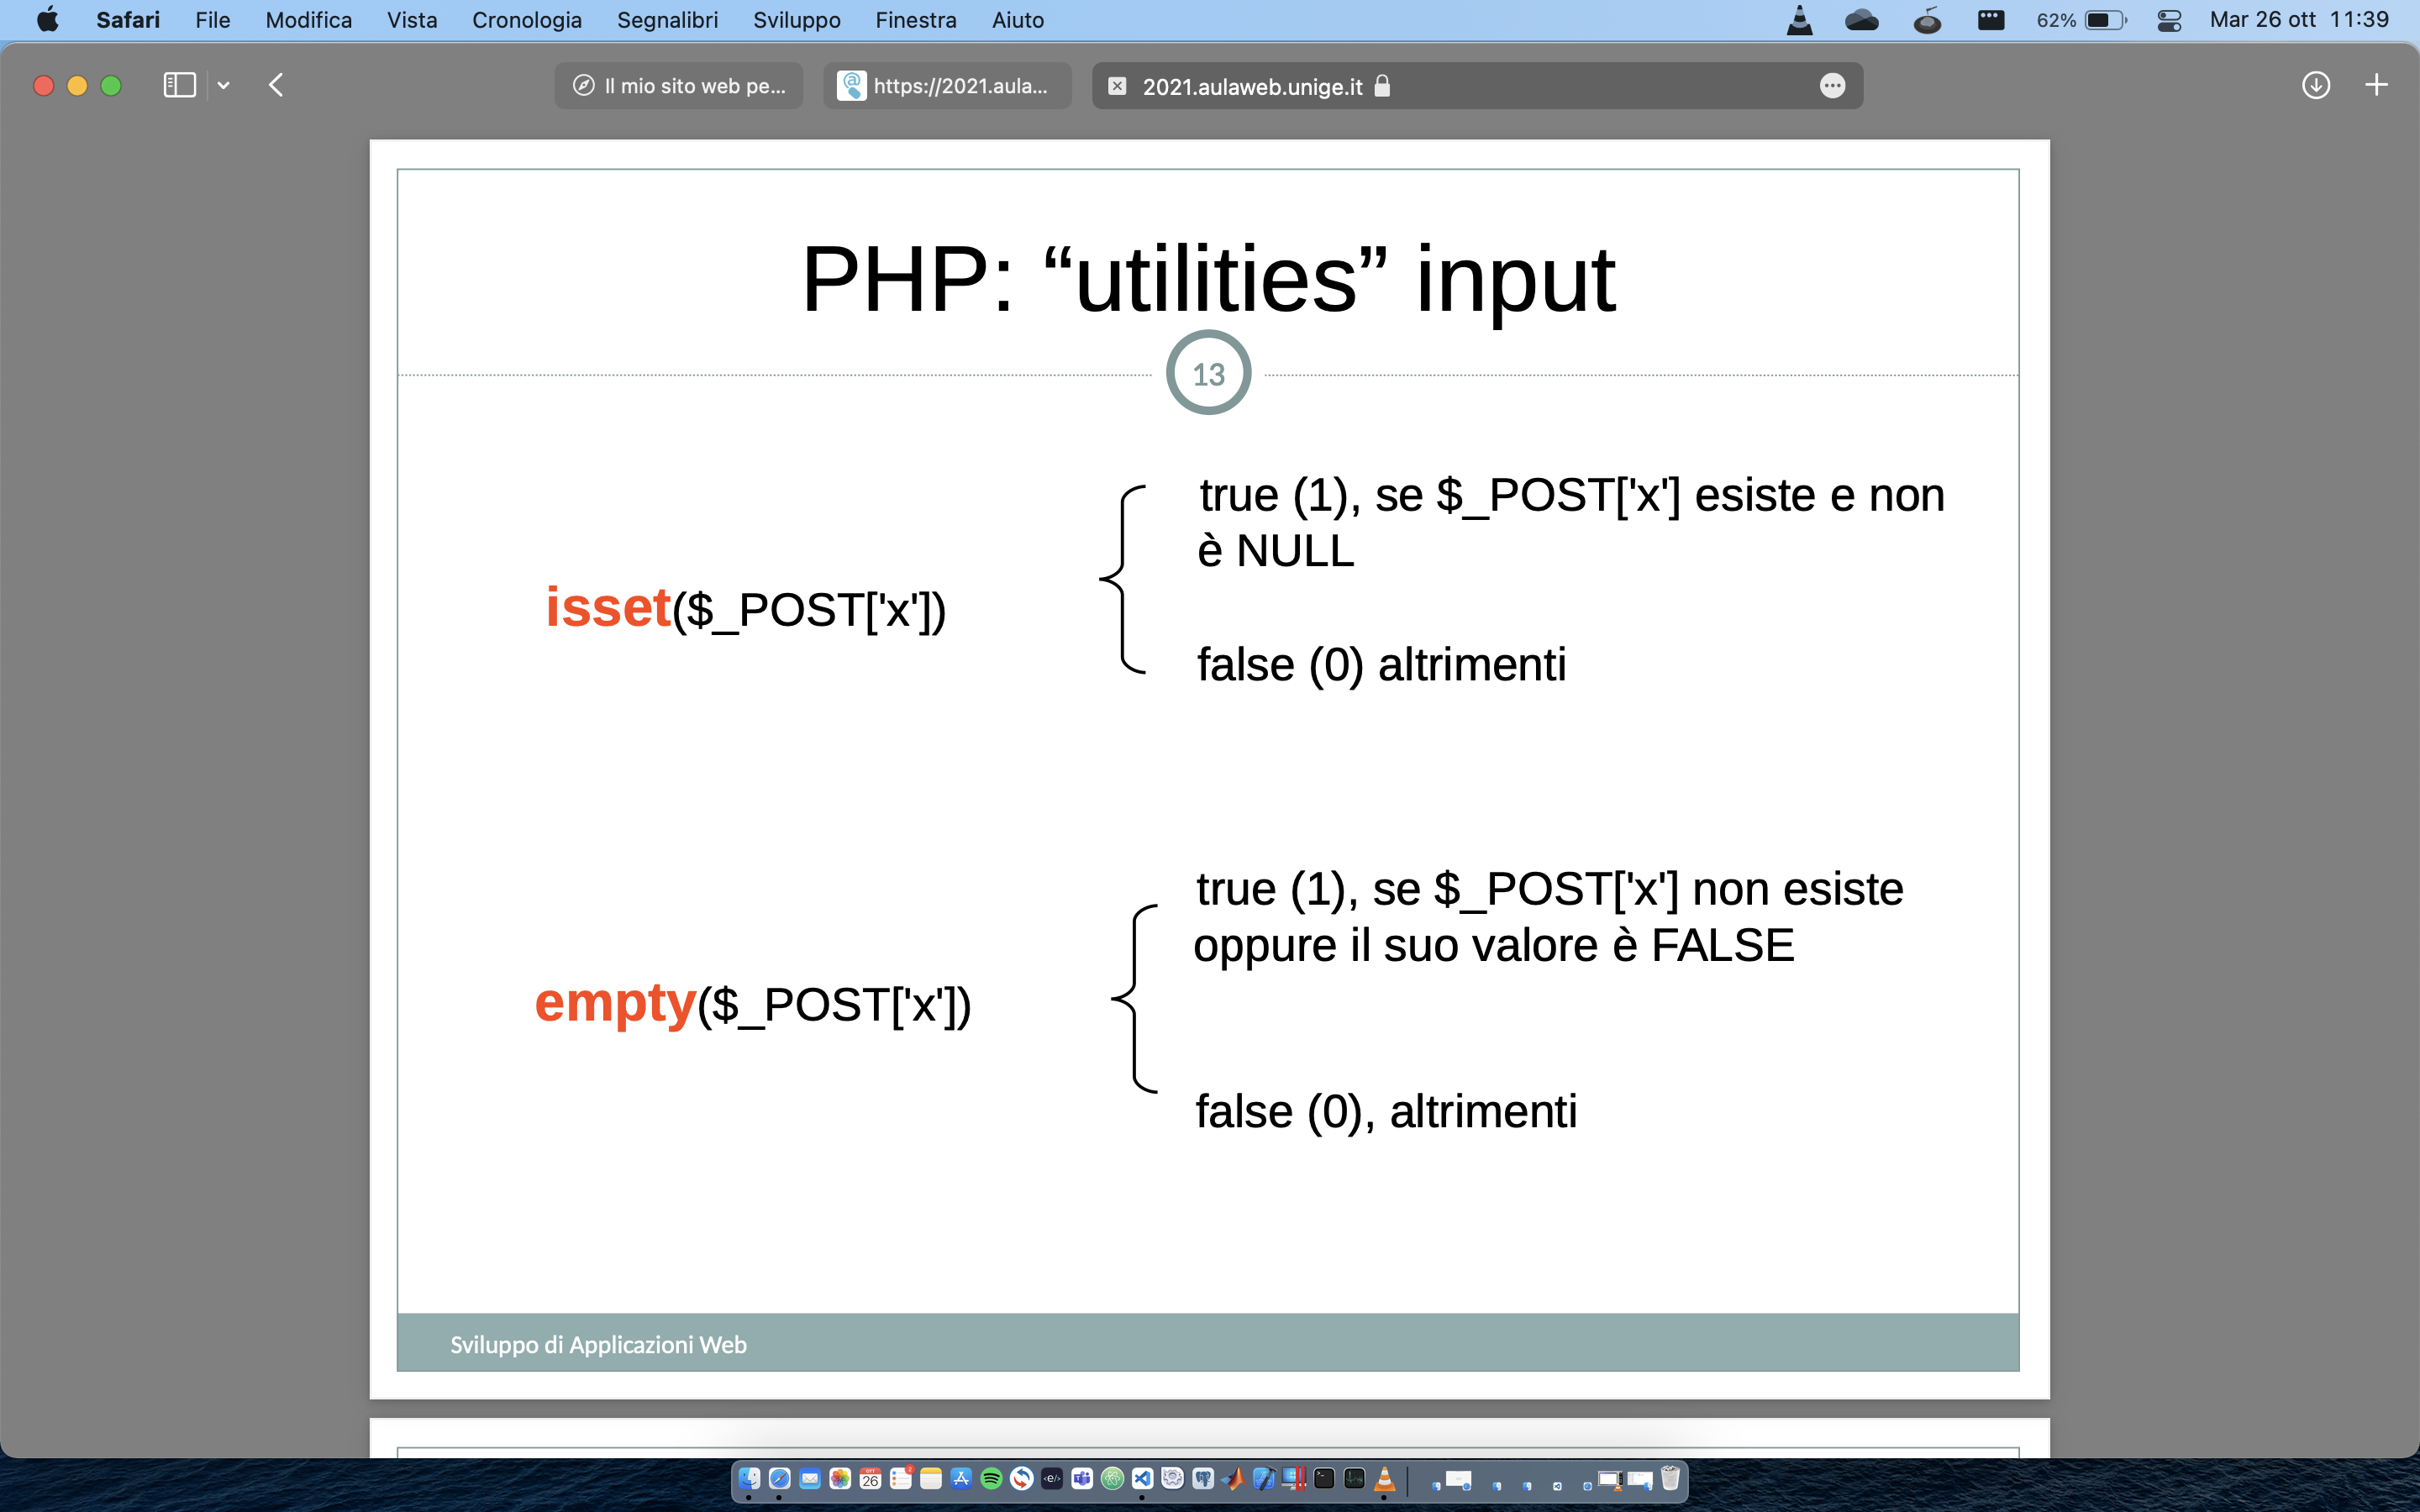 Safari File Modifica Vista Cronologia Segnalibri Sviluppo Finestra Aiuto 62% Mar 26 ott 11:39
Il mio sito web pe... https://2021.aula... 2021.aulaweb.unige.it
PHP: “utilities” input
13
true (1), se $_POST['x'] esiste e non
è NULL
isset($_POST['x'])
false (0) altrimenti
true (1), se $_POST['x'] non esiste
oppure il suo valore è FALSE
empty($_POST['x'])
false (0), altrimenti
Sviluppo di Applicazioni Web
26